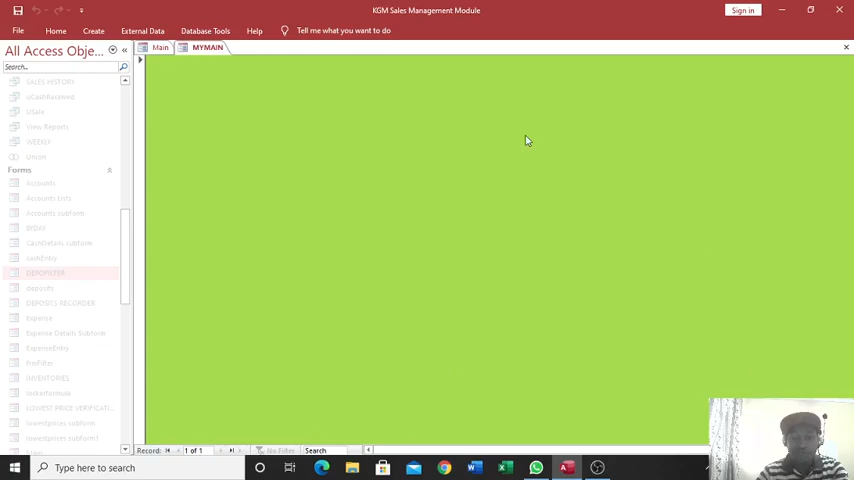 KGM Sales Management Module
Sign in
File Home Create External Data Database Tools Help Tell me what you want to do
All Access Obje...
Main MYMAIN
Search...
SALES HISTORY
uCashReceived
USale
View Reports
WEEKLY
Union
Forms
Accounts
Accounts Lists
Accounts subform
BYDAY
CashDetails subform
cashEntry
DEPOFILTER
deposits
DEPOSITS RECORDER
Expense
Expense Details Subform
ExpenseEntry
FrmFilter
INVENTORIES
lockerformula
LOWEST PRICE VERIFICATI...
lowestprices subform
lowestprices subform1
Record: 1 of 1 No Filter Search
Type here to search